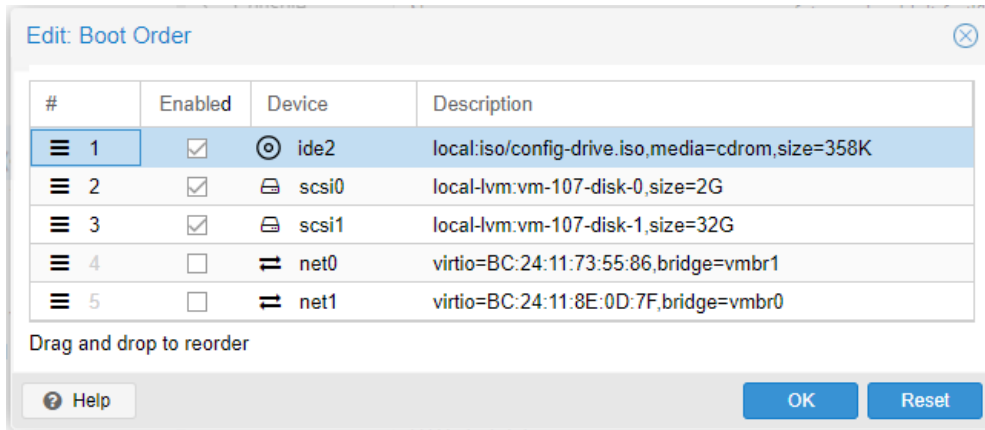 Edit: Boot Order
# Enabled Device Description
1 ide2 local:iso/config-drive.iso,media=cdrom,size=358K
2 scsi0 local-lvm:vm-107-disk-0,size=2G
3 scsi1 local-lvm:vm-107-disk-1,size=32G
4 net0 virtio=BC:24:11:73:55:86,bridge=vmbr1
5 net1 virtio=BC:24:11:8E:0D:7F,bridge=vmbr0
Drag and drop to reorder
Help OK Reset